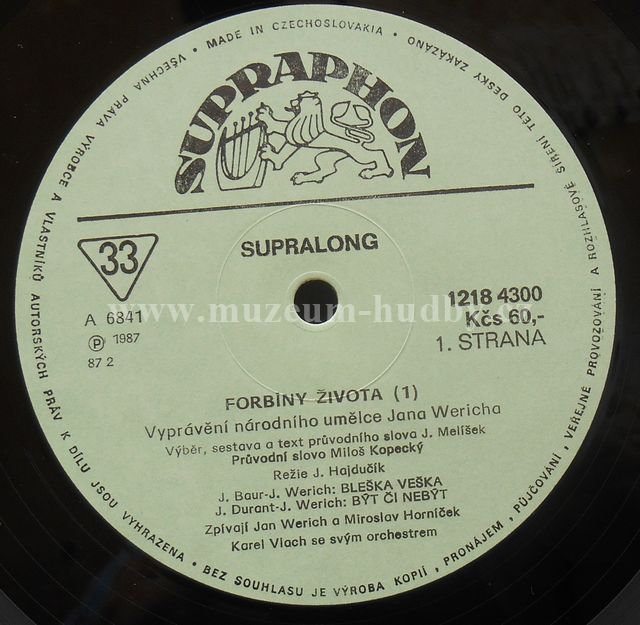 VŠECHNA PRÁVA VÝROBCE A VLASTNÍKŮ AUTORSKÝCH PRÁV K DÍLU JSOU VYHRAZENA • BEZ SOUHLASU JE VÝROBA KOPIÍ, PRONÁJEM, PŮJČOVÁNÍ, VEŘEJNÉ PROVOZOVÁNÍ A ROZHLASOVÉ ŠÍŘENÍ TÉTO DESKY ZAKÁZÁNO • MADE IN CZECHOSLOVAKIA •
SUPRAPHON
SUPRALONG
33
A 6841
Ⓟ 1987
87 2
1218 4300
Kčs 60,-
1. STRANA
www.muzeum-hudby.cz
FORBÍNY ŽIVOTA (1)
Vyprávění národního umělce Jana Wericha
Výběr, sestava a text průvodního slova J. Melíšek
Průvodní slovo Miloš Kopecký
Režie J. Hajdučík
J. Baur-J. Werich: BLEŠKA VEŠKA
J. Durant-J. Werich: BÝT ČI NEBÝT
Zpívají Jan Werich a Miroslav Horníček
Karel Vlach se svým orchestrem